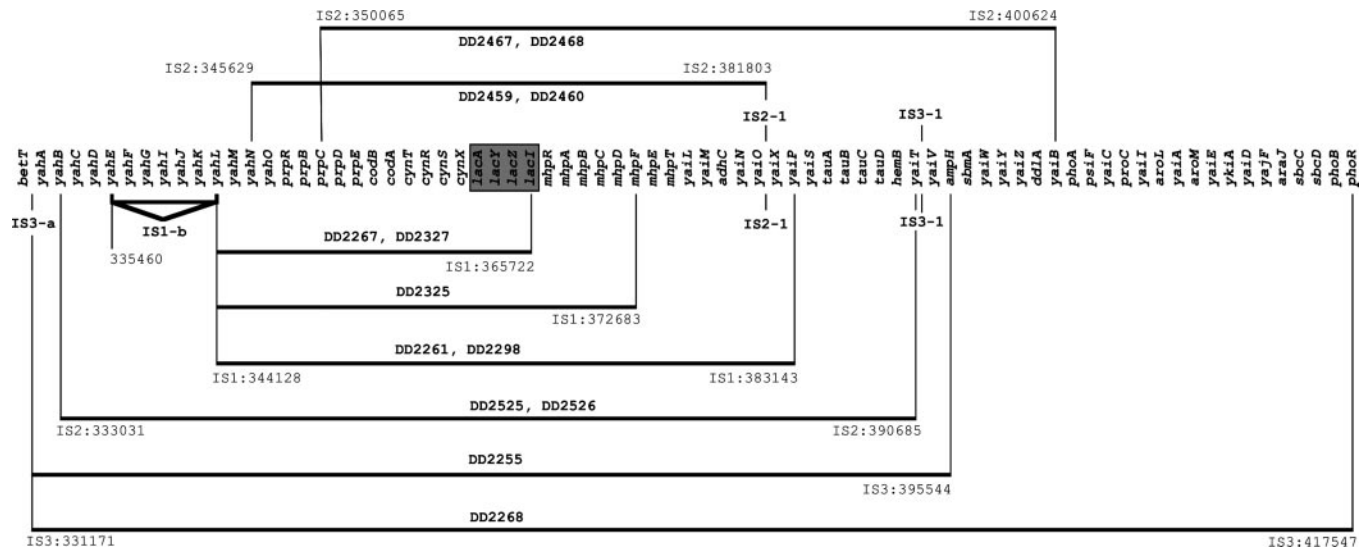 IS2:350065 IS2:400624
DD2467, DD2468
IS2:345629 IS2:381803
DD2459, DD2460
IS2-1 IS3-1
betT yahA yahB yahC yahD yahE yahF yahG yahI yahJ yahK yahL yahM yahN yahO prpR prpB prpC prpD prpE codB codA cynT cynR cynS cynX lacA lacY lacZ lacI mhpR mhpA mhpB mhpC mhpD mhpF mhpE mhpT yaiL yaiM adhC yaiN yaiO yaiX yaiP yaiS tauA tauB tauC tauD hemB yaiT yaiV ampH sbmA yaiW yaiY yaiZ ddlA yaiB phoA psiF yaiC proC yaiI aroL yaiA aroM yaiE ykiA yaiD yajF araJ sbcC sbcD phoB phoR
IS3-a IS1-b IS2-1 IS3-1
DD2267, DD2327
335460 IS1:365722
DD2325
IS1:372683
DD2261, DD2298
IS1:344128 IS1:383143
DD2525, DD2526
IS2:333031 IS2:390685
DD2255
IS3:395544
DD2268
IS3:331171 IS3:417547